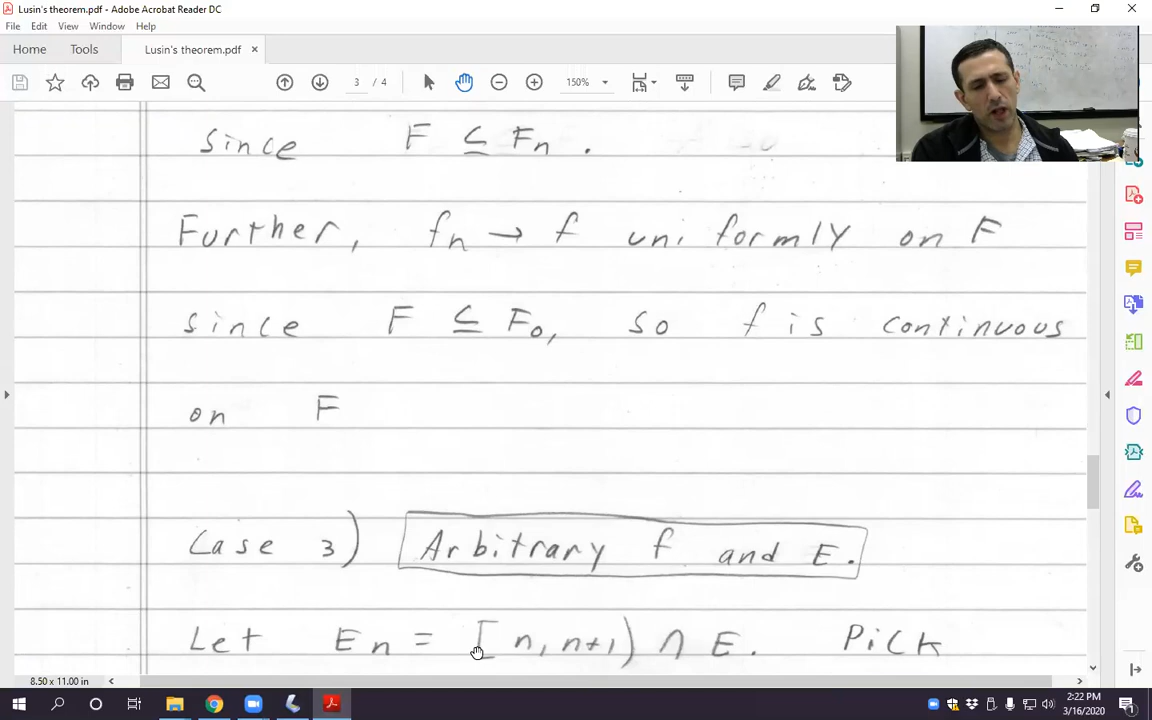 Lusin's theorem.pdf - Adobe Acrobat Reader DC
File Edit View Window Help
Home Tools Lusin's theorem.pdf ×
3 / 4 150%
since F ⊆ Fn .
Further, fn → f uniformly on F
since F ⊆ F0, so f is continuous
on F
Case 3) Arbitrary f and E.
Let En = [n, n+1) ∩ E. Pick
8.50 x 11.00 in
2:22 PM
3/16/2020